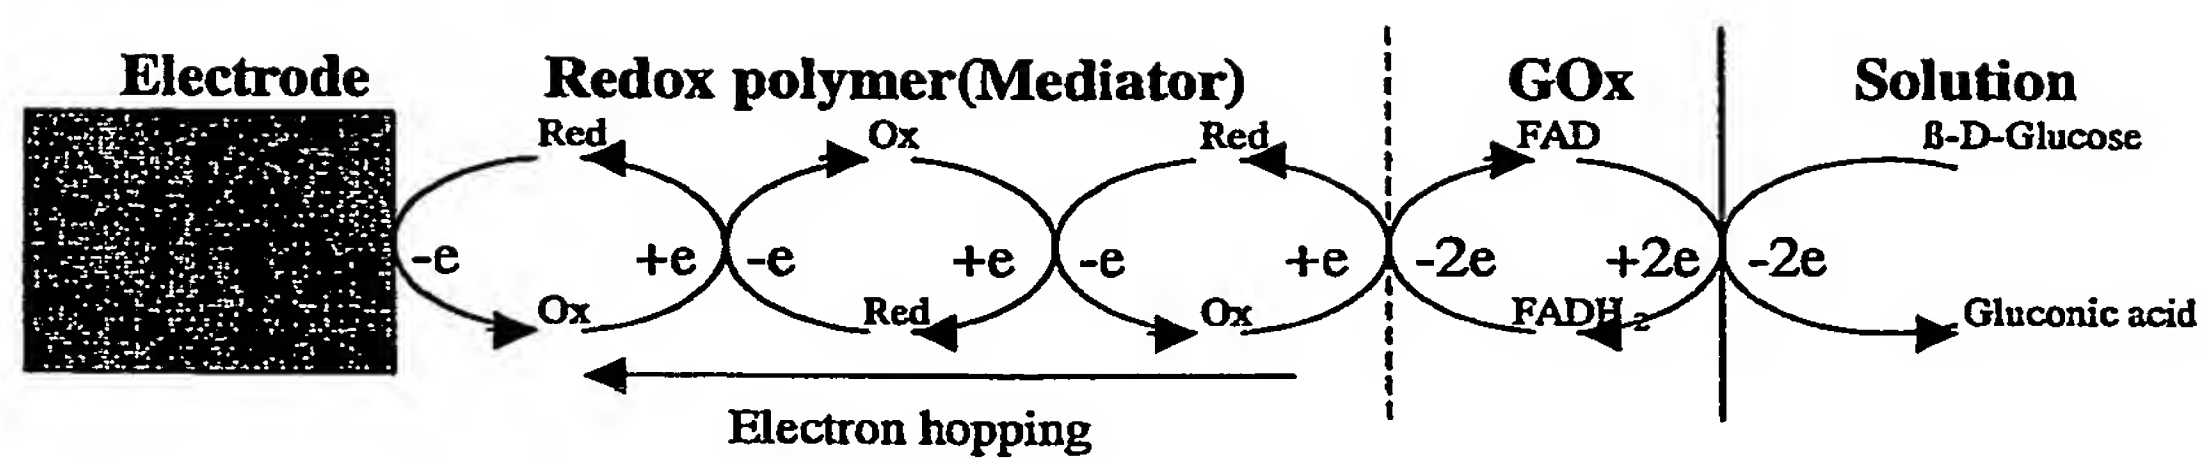 Electrode Redox polymer(Mediator) GOx Solution
Red Ox Red FAD ß-D-Glucose
-e +e -e +e -e +e -2e +2e -2e
Ox Red Ox FADH2 Gluconic acid
Electron hopping